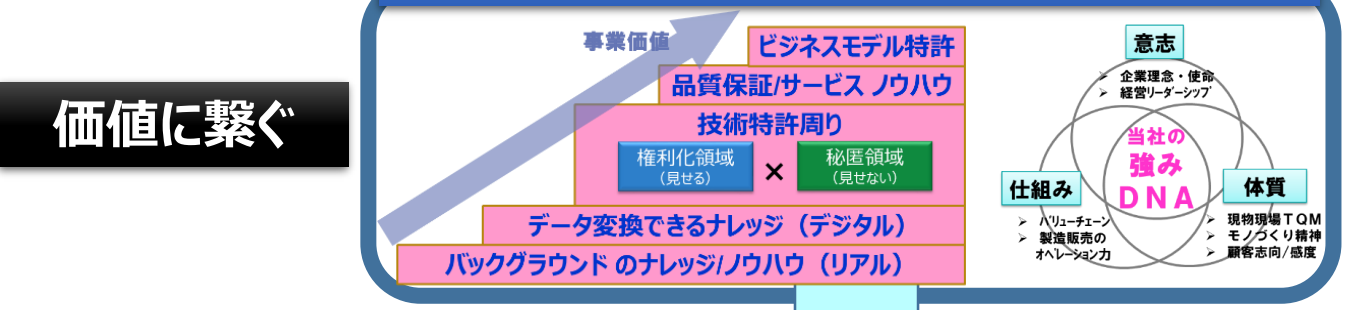 価値に繋ぐ
事業価値
ビジネスモデル特許
品質保証/サービス ノウハウ
技術特許周り
権利化領域
（見せる）
×
秘匿領域
（見せない）
データ変換できるナレッジ（デジタル）
バックグラウンド のナレッジ/ノウハウ（リアル）
意志
➢ 企業理念・使命
➢ 経営リーダーシップ
当社の
強み
DNA
仕組み
➢ バリューチェーン
➢ 製造販売の
オペレーション力
体質
➢ 現物現場TQM
➢ モノづくり精神
➢ 顧客志向/感度